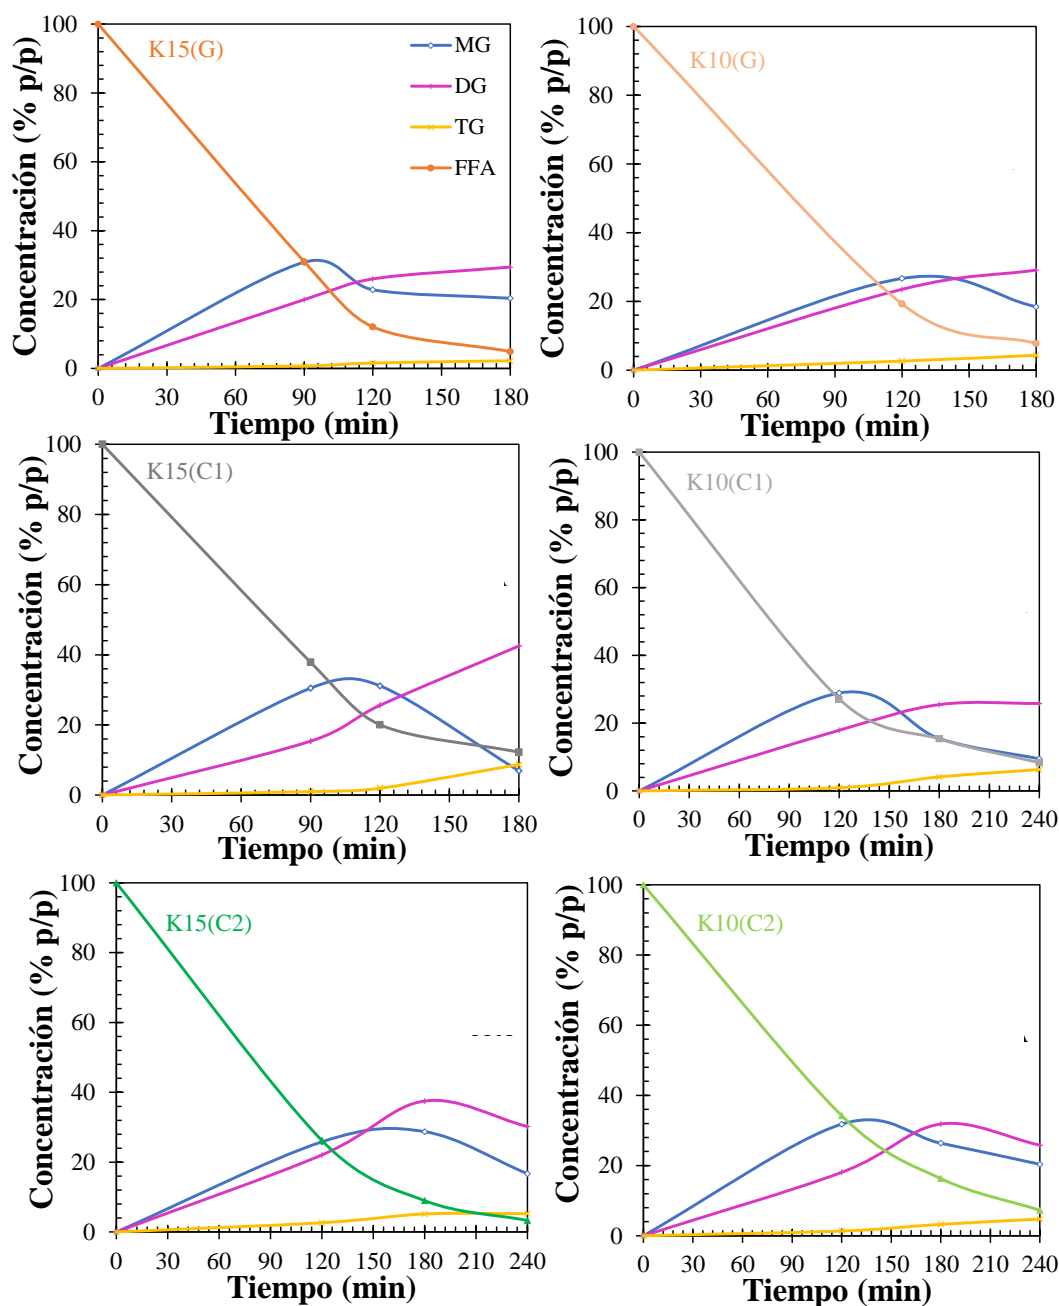 K15(G)
MG
DG
TG
FFA
Concentración (% p/p)
100
80
60
40
20
0
0 30 60 90 120 150 180
Tiempo (min)
K10(G)
Concentración (% p/p)
100
80
60
40
20
0
0 30 60 90 120 150 180
Tiempo (min)
K15(C1)
Concentración (% p/p)
100
80
60
40
20
0
0 30 60 90 120 150 180
Tiempo (min)
K10(C1)
Concentración (% p/p)
100
80
60
40
20
0
0 30 60 90 120 150 180 210 240
Tiempo (min)
K15(C2)
Concentración (% p/p)
100
80
60
40
20
0
0 30 60 90 120 150 180 210 240
Tiempo (min)
K10(C2)
Concentración (% p/p)
100
80
60
40
20
0
0 30 60 90 120 150 180 210 240
Tiempo (min)